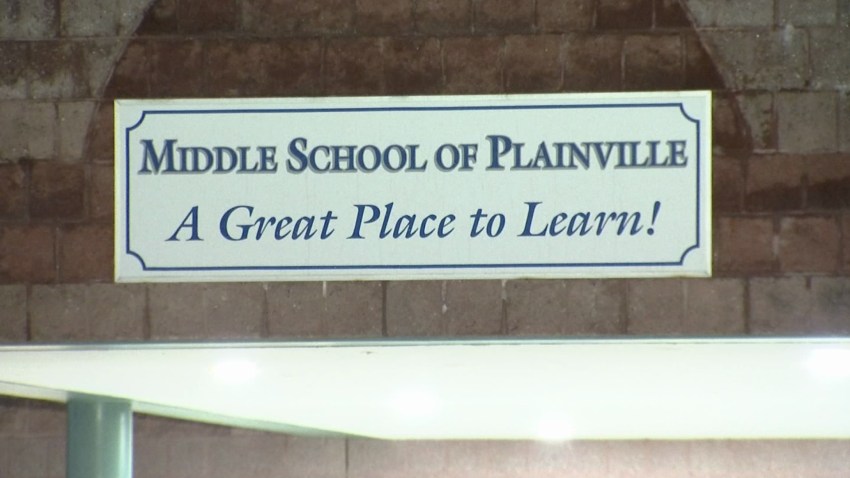 MIDDLE SCHOOL OF PLAINVILLE
A Great Place to Learn!